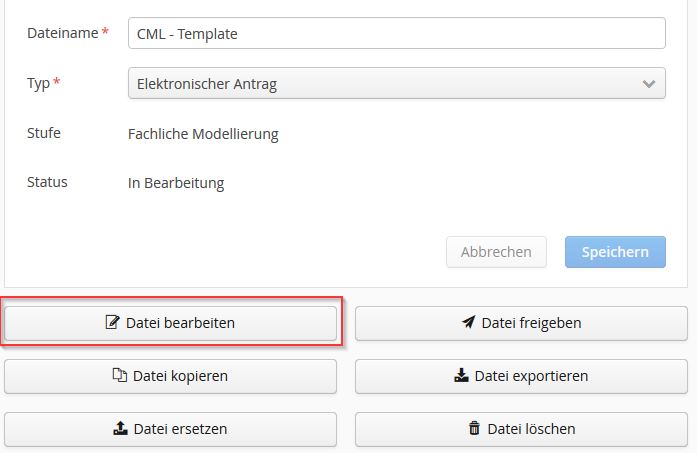 Dateiname *
CML - Template
Typ *
Elektronischer Antrag
Stufe
Fachliche Modellierung
Status
In Bearbeitung
Abbrechen
Speichern
Datei bearbeiten
Datei freigeben
Datei kopieren
Datei exportieren
Datei ersetzen
Datei löschen